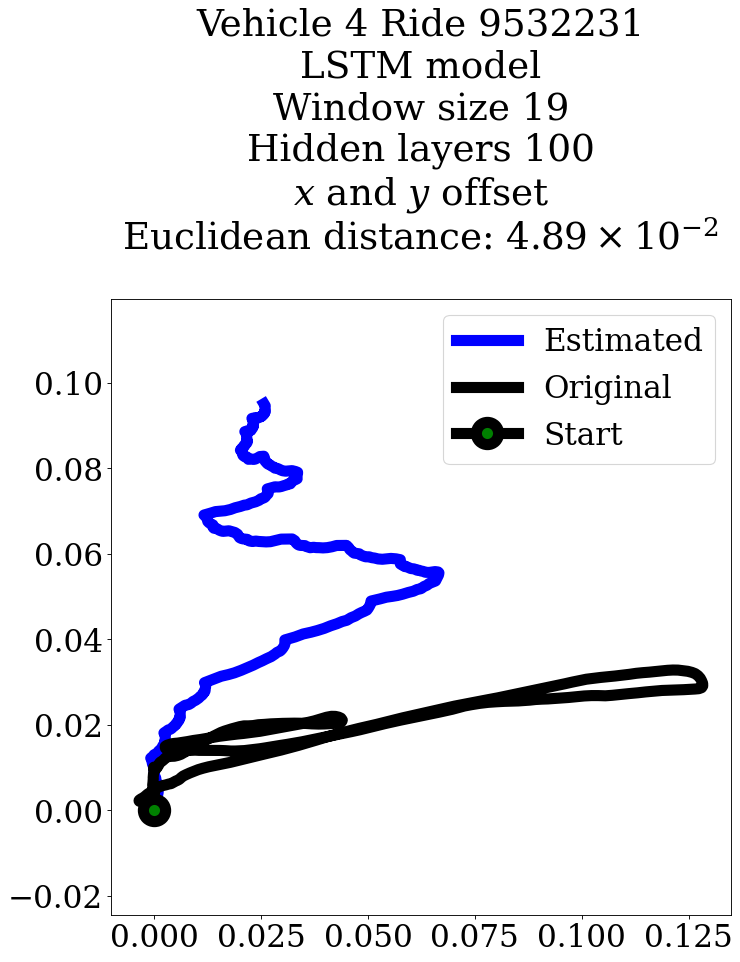 Vehicle 4 Ride 9532231
LSTM model
Window size 19
Hidden layers 100
x and y offset
Euclidean distance: 4.89 × 10⁻²
Estimated
Original
Start
0.10
0.08
0.06
0.04
0.02
0.00
−0.02
0.000 0.025 0.050 0.075 0.100 0.125